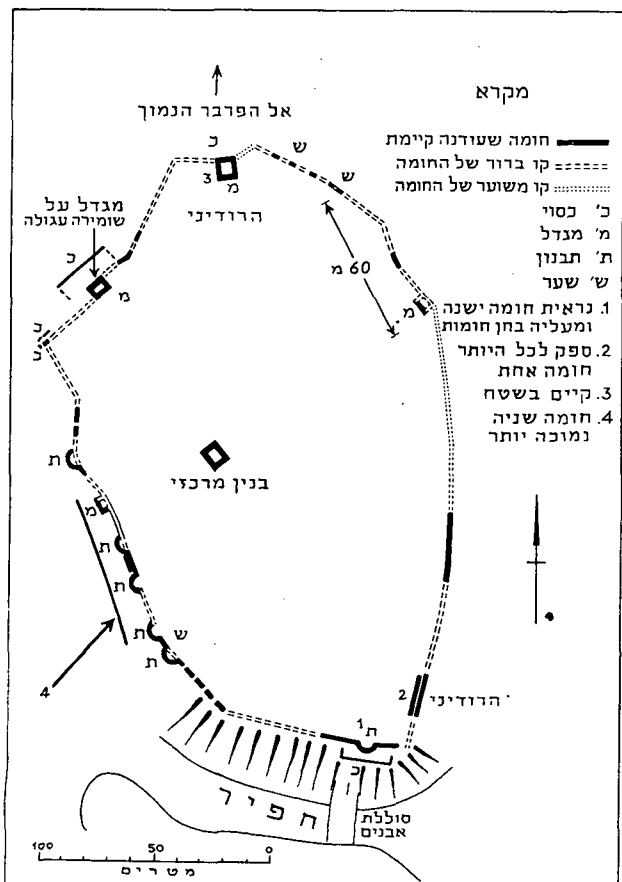 אל הפרבר הנמוך
מקרא
חומה שעודנה קיימת
קו ברור של החומה
קו משוער של החומה
כ' כסוי
מ' מגדל
ת' תבנון
ש' שער
1. נראית חומה ישנה
ומעליה בחן חומות
2. ספק לכל היותר
חומה אחת
3. קיים בשטח
4. חומה שניה
נמוכה יותר
כ
3
מ
הרודיני
ש
ש
מגדל על
שומירה עגולה
כ
מ
60 מ
מ
כ
כ
ת
בנין מרכזי
מ
ת
ת
ת
ש
ת
4
2
הרודיני
ת1
כ
חפיר
סוללת
אבנים
100 50 0
מטרים